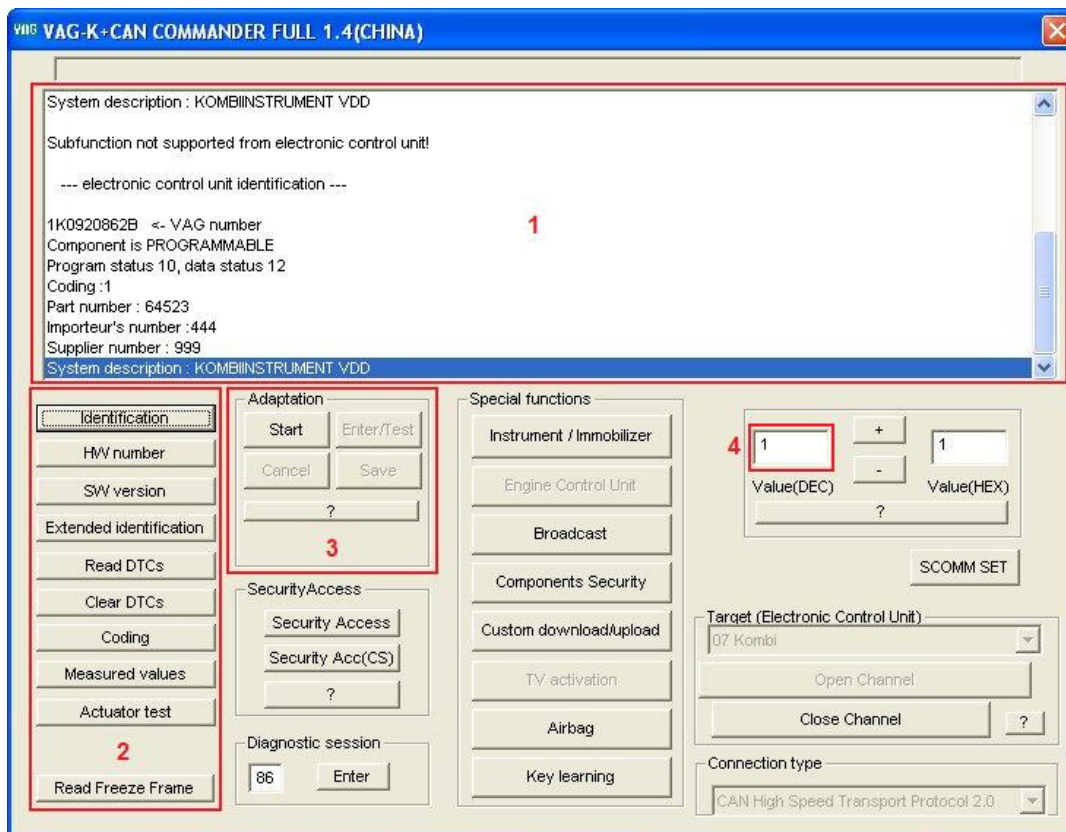 VAG VAG-K+CAN COMMANDER FULL 1.4(CHINA)
System description : KOMBIINSTRUMENT VDD
Subfunction not supported from electronic control unit!
--- electronic control unit identification ---
1K0920862B <- VAG number
Component is PROGRAMMABLE
Program status 10, data status 12
Coding :1
Part number : 64523
Importeur's number :444
Supplier number : 999
System description : KOMBIINSTRUMENT VDD
1
Identification
HW number
SW version
Extended identification
Read DTCs
Clear DTCs
Coding
Measured values
Actuator test
2
Read Freeze Frame
Adaptation
Start Enter/Test
Cancel Save
?
3
SecurityAccess
Security Access
Security Acc(CS)
?
Diagnostic session
86 Enter
Special functions
Instrument / Immobilizer
Engine Control Unit
Broadcast
Components Security
Custom download/upload
TV activation
Airbag
Key learning
4 1 + 1
-
Value(DEC) Value(HEX)
?
SCOMM SET
Target (Electronic Control Unit)
07 Kombi
Open Channel
Close Channel ?
Connection type
CAN High Speed Transport Protocol 2.0